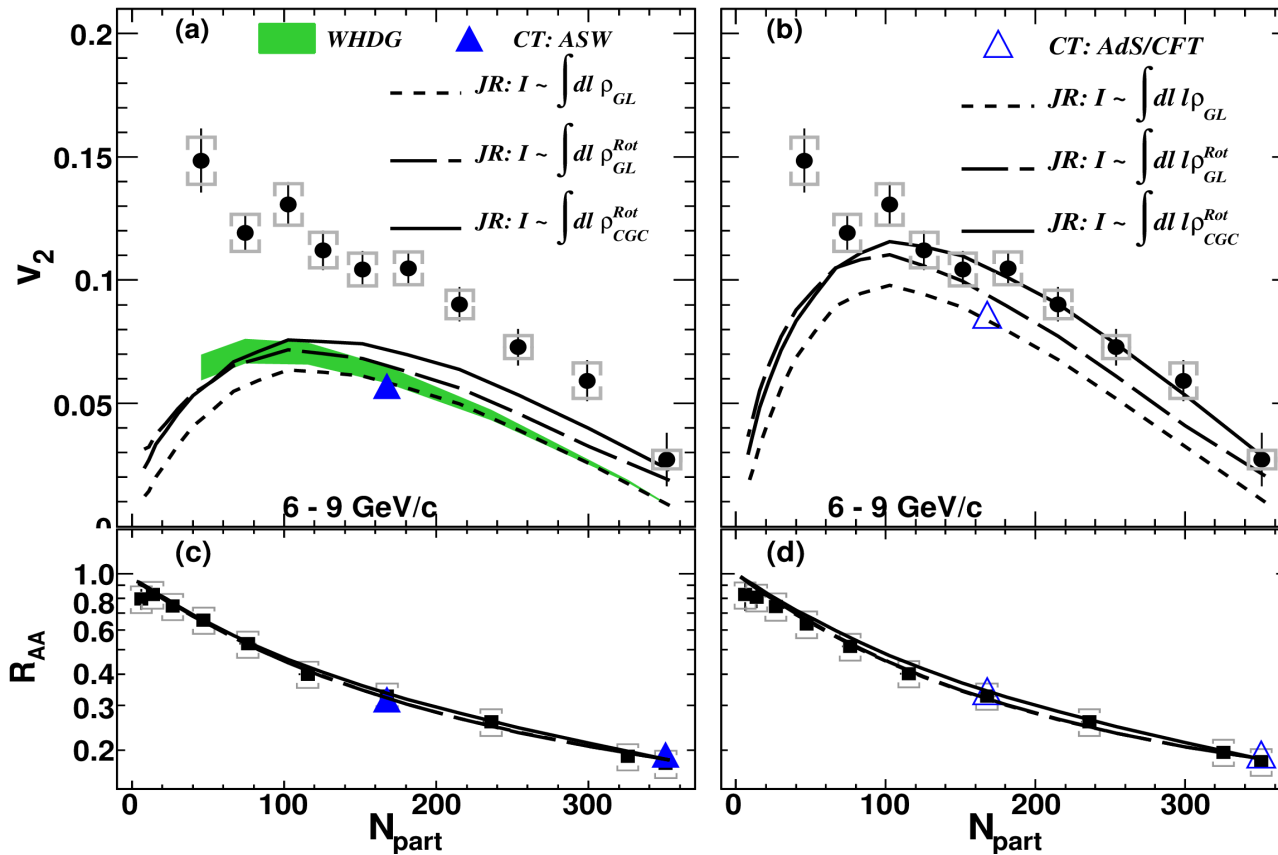 (a) WHDG CT: ASW
JR: I ~ ∫ dl ρ_GL
JR: I ~ ∫ dl ρ_GL^Rot
JR: I ~ ∫ dl ρ_CGC^Rot
0.2
0.15
0.1
0.05
0
v_2
6 - 9 GeV/c
(b) CT: AdS/CFT
JR: I ~ ∫ dl lρ_GL
JR: I ~ ∫ dl lρ_GL^Rot
JR: I ~ ∫ dl lρ_CGC^Rot
6 - 9 GeV/c
(c)
1.0
0.8
0.6
0.4
0.3
0.2
R_AA
0 100 200 300
N_part
(d)
0 100 200 300
N_part